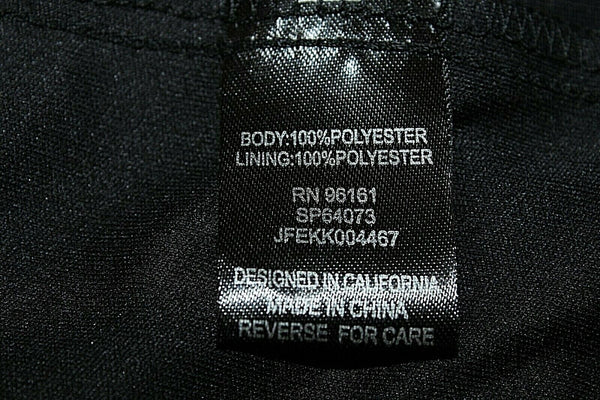 BODY:100%POLYESTER
LINING:100%POLYESTER
RN 96161
SP64073
JFEKK004467
DESIGNED IN CALIFORNIA
MADE IN CHINA
REVERSE FOR CARE